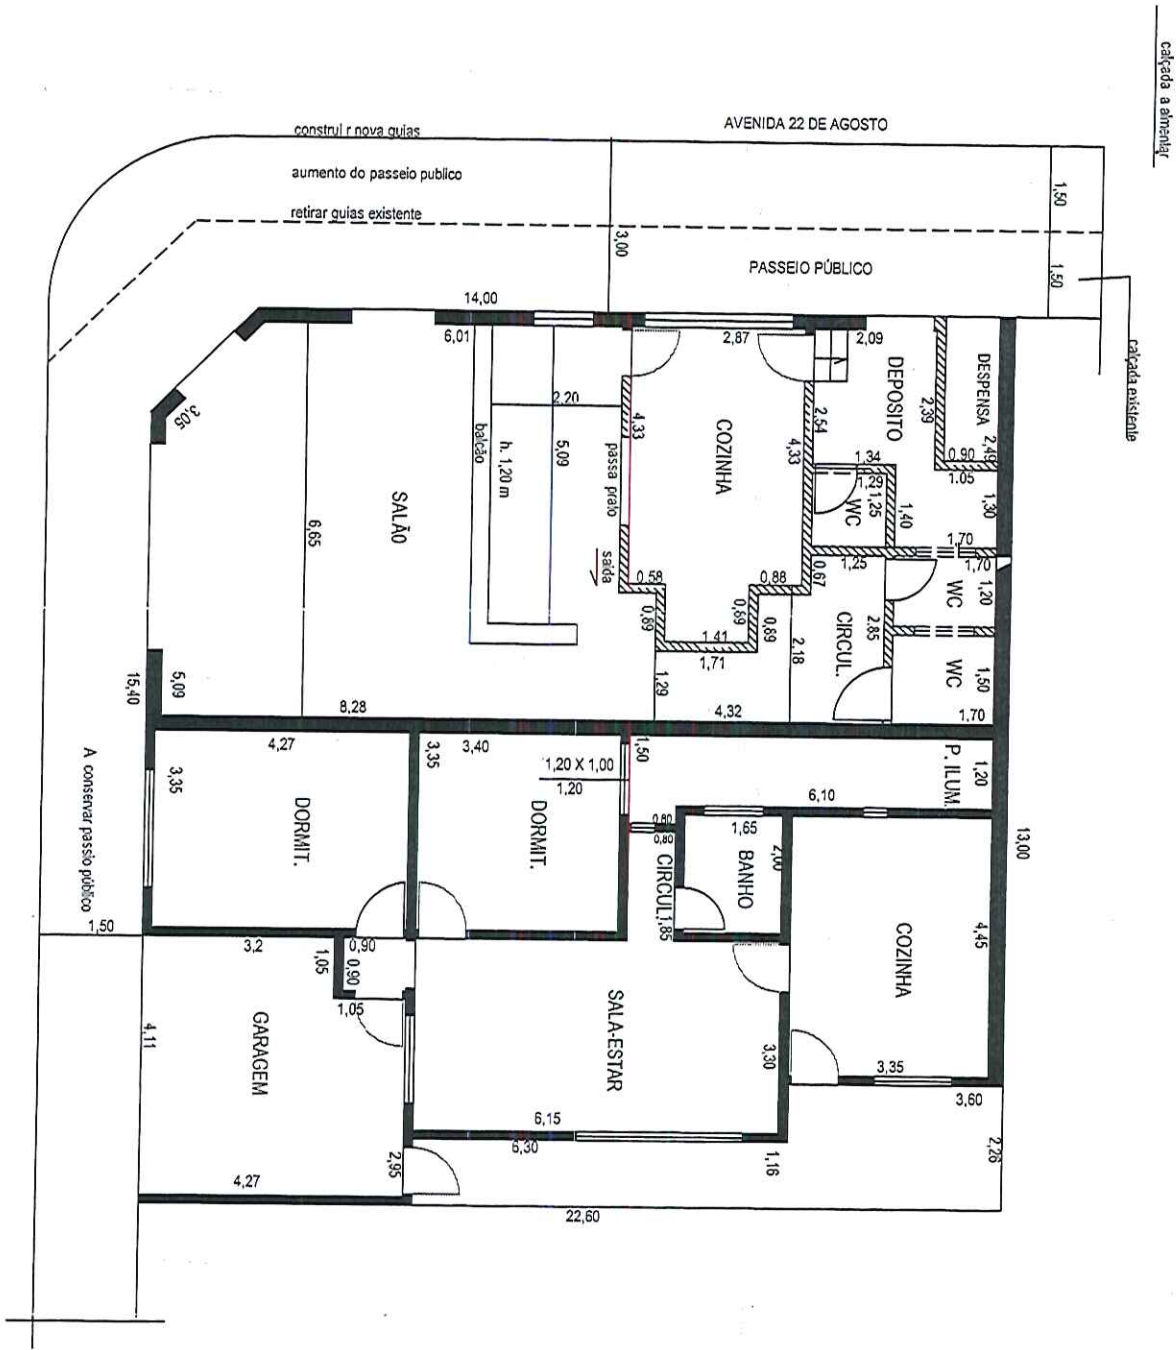 calçada a almentar
AVENIDA 22 DE AGOSTO
construi r nova guias
aumento do passeio publico
retirar guias existente
1,50
3,00
PASSEIO PÚBLICO
1,50
calçada existente
14,00
6,01
2,87
2,09
DEPOSITO
DESPENSA
2,39
2,49
0.90
1.05
3,05
2,20
4,33
COZINHA
2,54
4,33
1,34
1,29
1,25
WC
1,40
1,30
balcão
h. 1,20 m
5,09
passa prato
SALÃO
6,65
saída
0.58
0,89
0.88
0,67
1,25
1,70
1,70
WC
1,20
0,89
0,89
1.41
1,71
2,18
CIRCUL.
2,85
WC
1,50
1,70
15,40
5,09
8,28
1,29
4,32
4,27
3,35
3,40
1,50
1,20 X 1,00
1,20
P. ILUM.
1,20
6,10
3,35
DORMIT.
DORMIT.
0,80
0,80
1,65
2,00
BANHO
CIRCUL.
1,85
13,00
A conservar passio público
1,50
3,2
1,05
0,90
0,90
1,05
COZINHA
4,45
GARAGEM
SALA-ESTAR
4,11
3,30
3,35
3,60
6,15
6,30
1,16
2,26
2,95
4,27
22,60